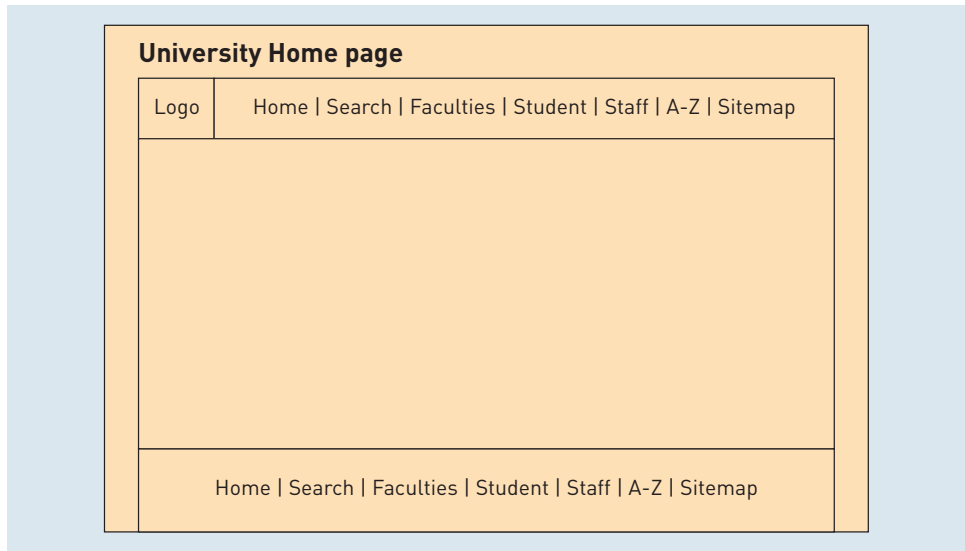 University Home page
Logo
Home | Search | Faculties | Student | Staff | A-Z | Sitemap
Home | Search | Faculties | Student | Staff | A-Z | Sitemap